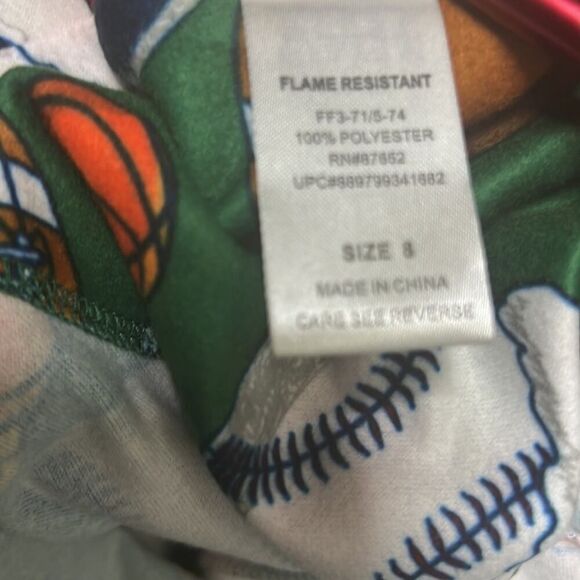 FLAME RESISTANT
FF3-71/5-74
100% POLYESTER
RN#87652
UPC#889799341682
SIZE 8
MADE IN CHINA
CARE SEE REVERSE